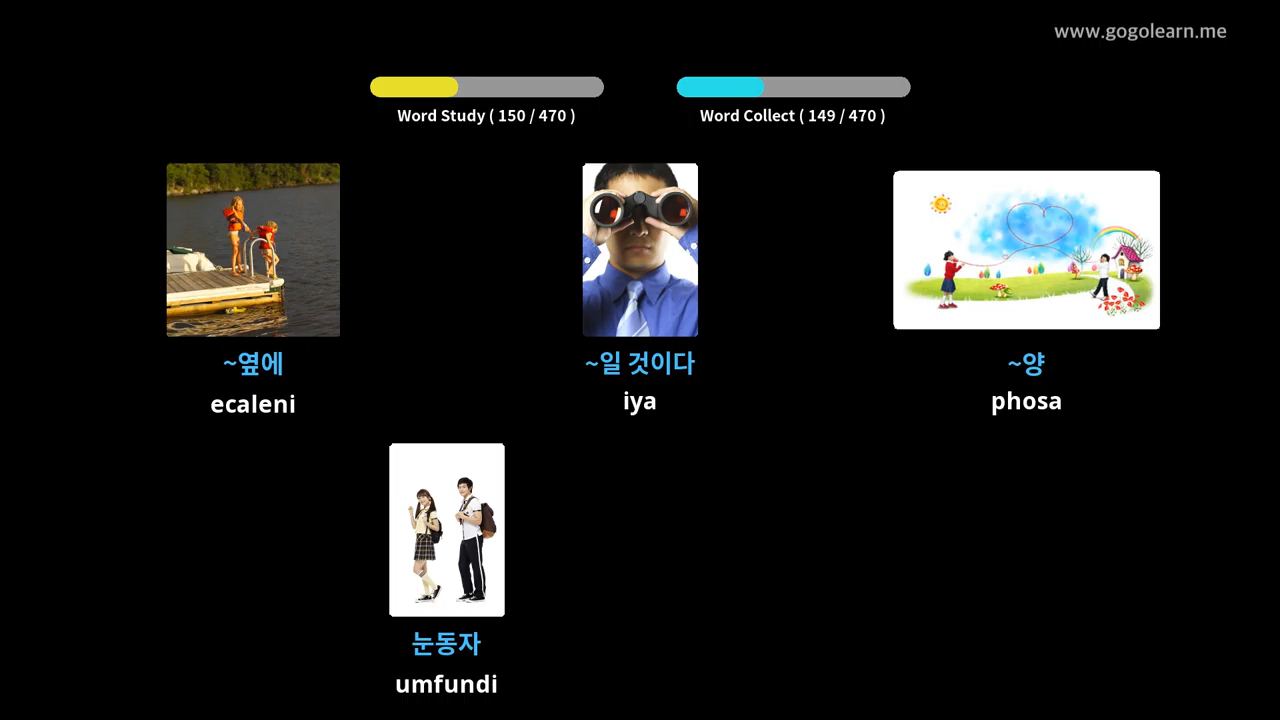 www.gogolearn.me
Word Study ( 150 / 470 )
Word Collect ( 149 / 470 )
~옆에
ecaleni
~일 것이다
iya
~양
phosa
눈동자
umfundi